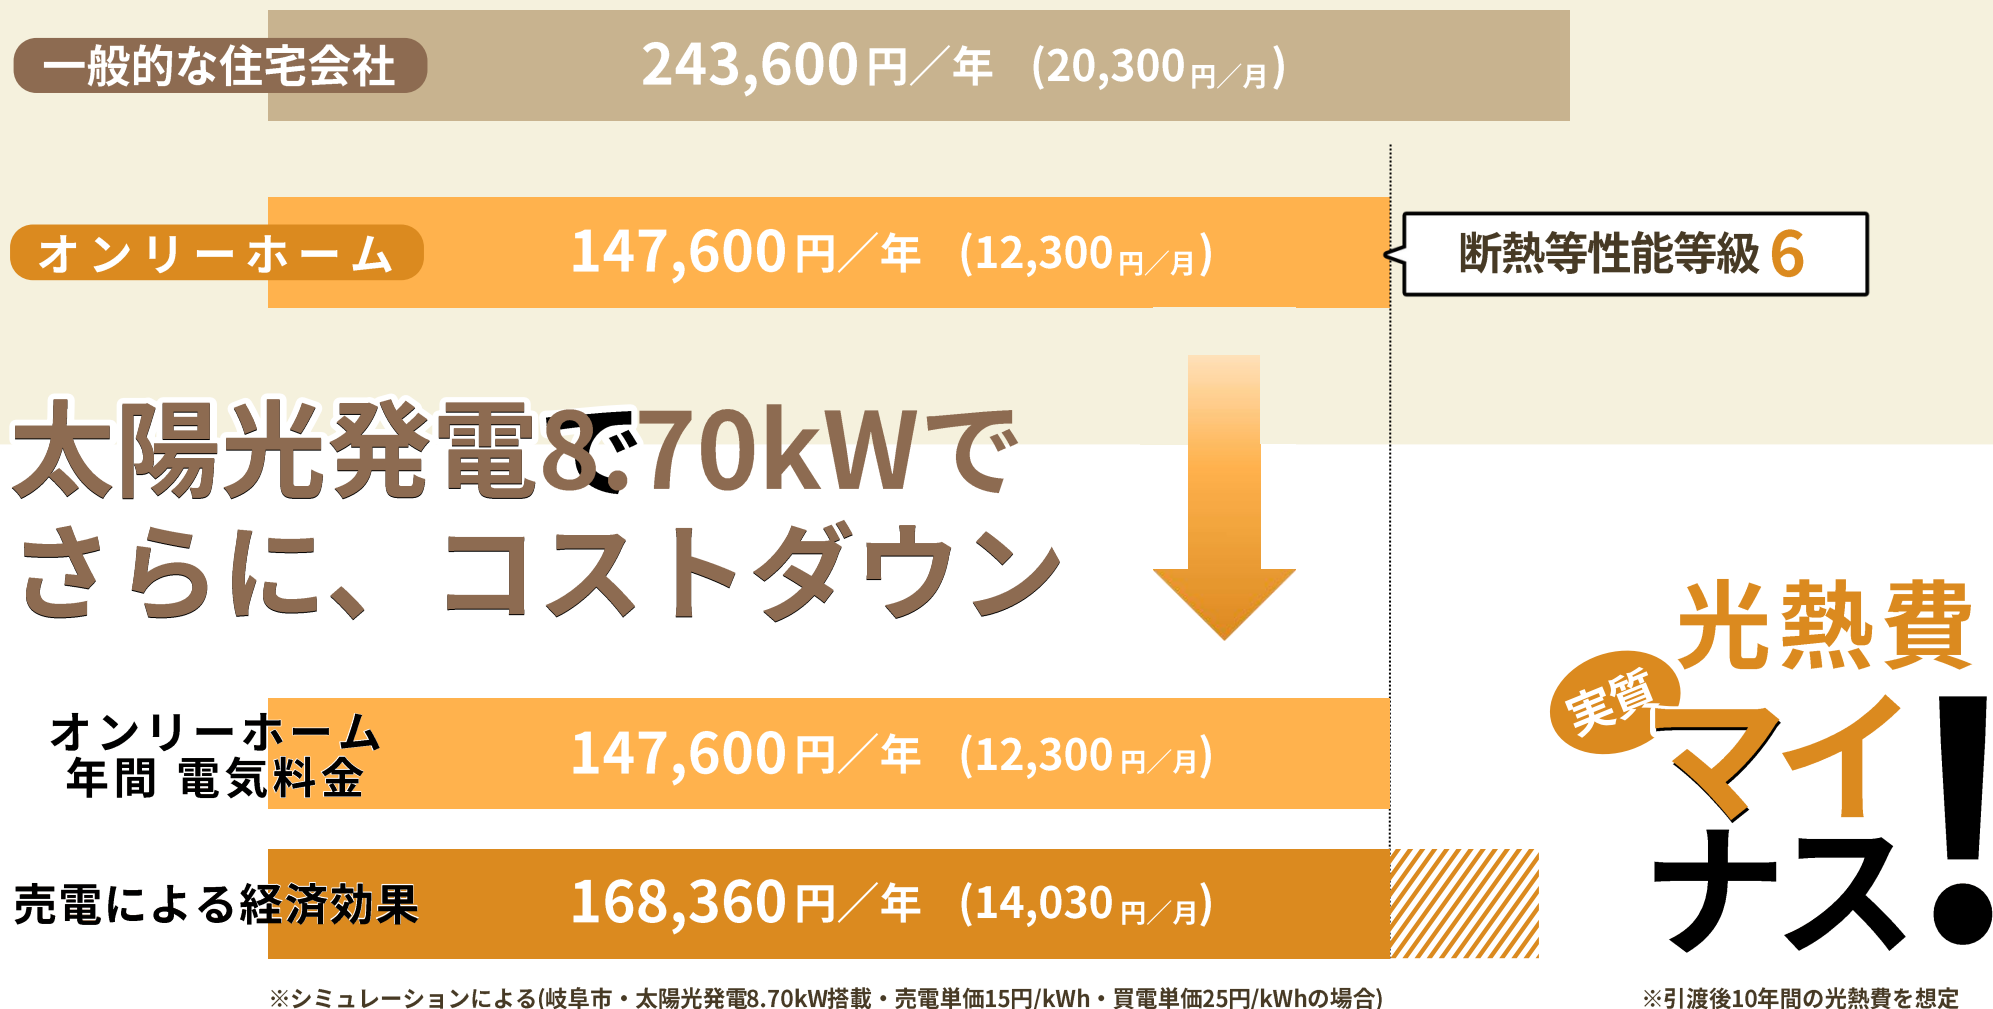 一般的な住宅会社
243,600円／年 (20,300円／月)
オンリーホーム
147,600円／年 (12,300円／月)
断熱等性能等級6
太陽光発電8.70kWで
さらに、コストダウン
光熱費
実質
マイ
ナス!
オンリーホーム
年間 電気料金
147,600円／年 (12,300円／月)
売電による経済効果
168,360円／年 (14,030円／月)
※シミュレーションによる(岐阜市・太陽光発電8.70kW搭載・売電単価15円/kWh・買電単価25円/kWhの場合)
※引渡後10年間の光熱費を想定